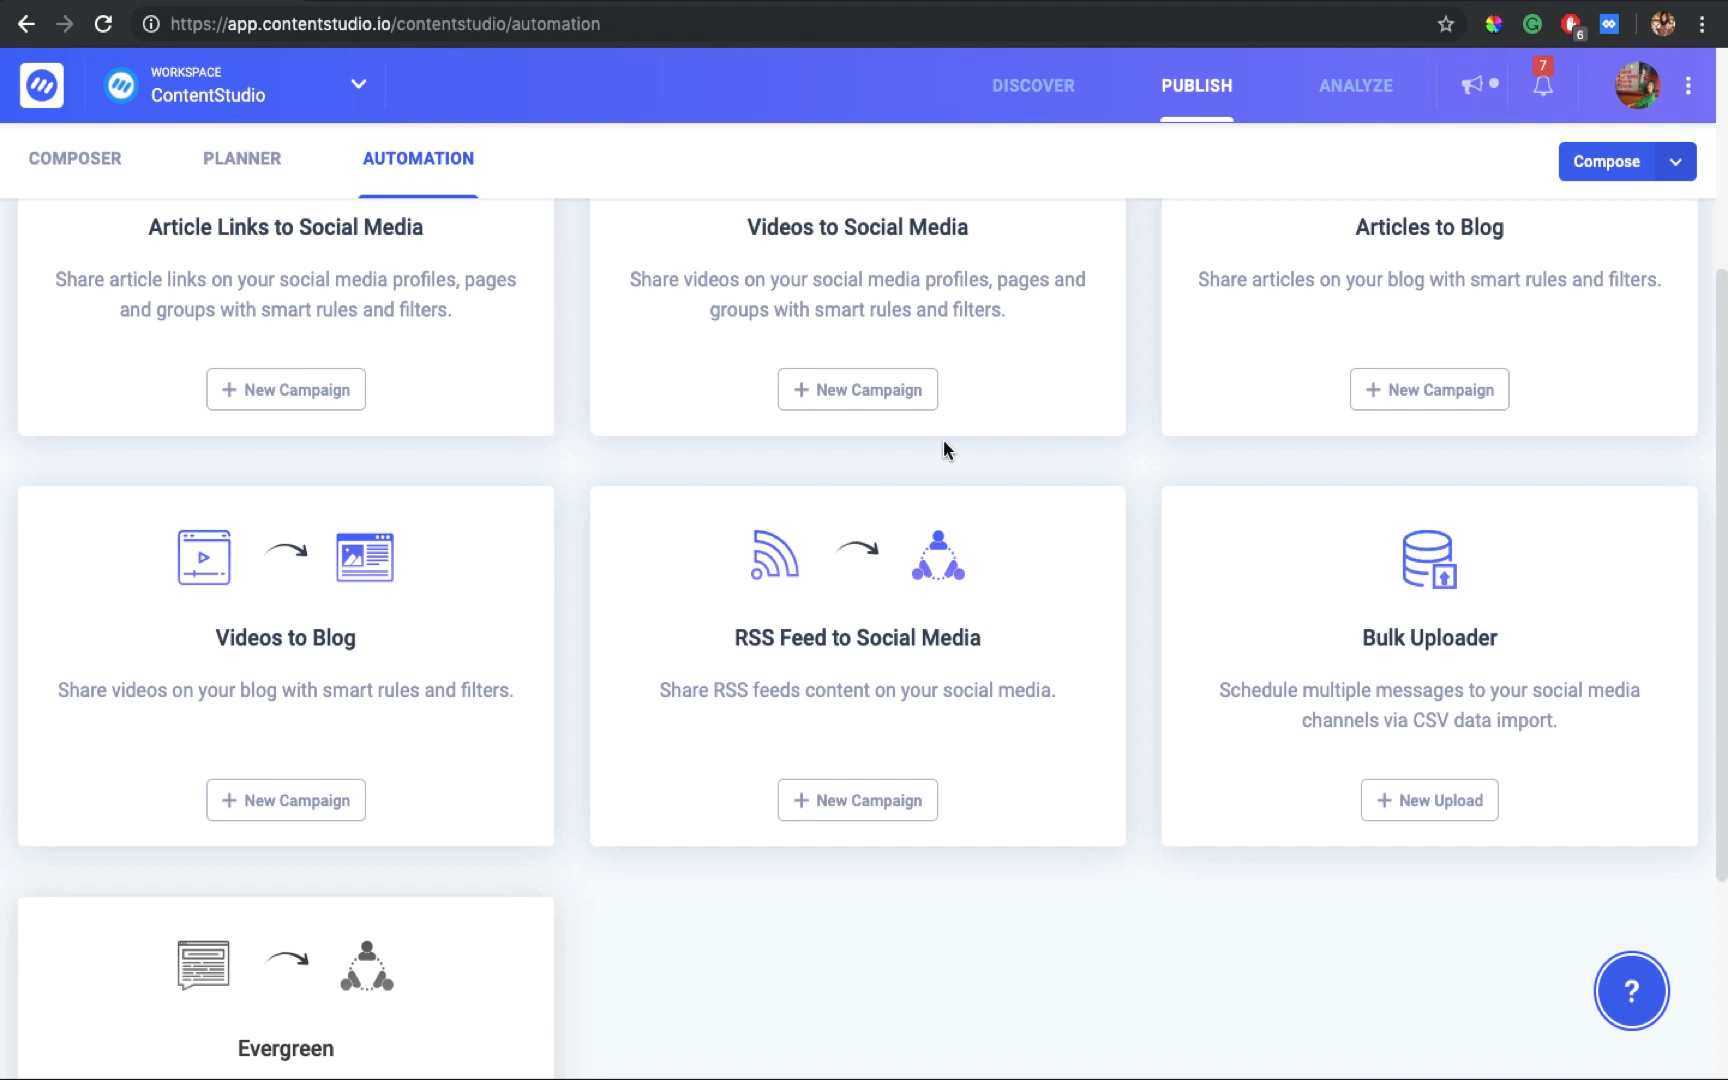 https://app.contentstudio.io/contentstudio/automation
6
WORKSPACE
ContentStudio
DISCOVER
PUBLISH
ANALYZE
7
COMPOSER
PLANNER
AUTOMATION
Compose
Article Links to Social Media
Share article links on your social media profiles, pages
and groups with smart rules and filters.
+ New Campaign
Videos to Social Media
Share videos on your social media profiles, pages and
groups with smart rules and filters.
+ New Campaign
Articles to Blog
Share articles on your blog with smart rules and filters.
+ New Campaign
Videos to Blog
Share videos on your blog with smart rules and filters.
+ New Campaign
RSS Feed to Social Media
Share RSS feeds content on your social media.
+ New Campaign
Bulk Uploader
Schedule multiple messages to your social media
channels via CSV data import.
+ New Upload
Evergreen
?